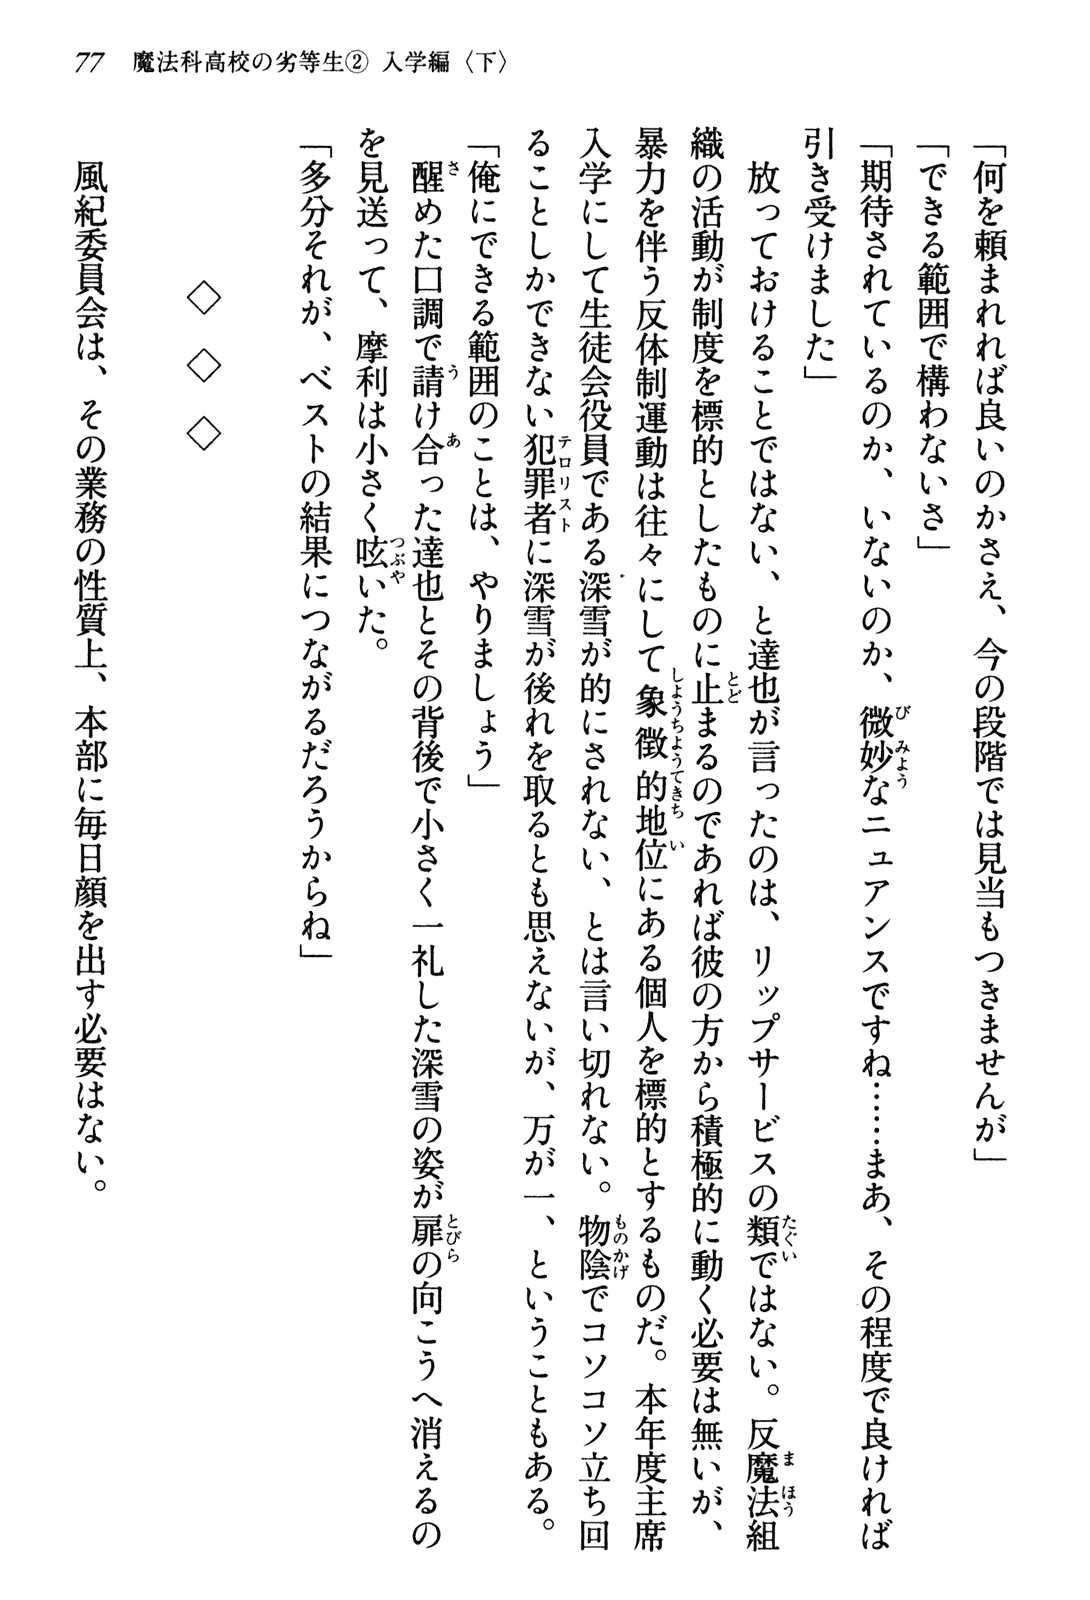 77 魔法科高校の劣等生② 入学編〈下〉
「何を頼まれれば良いのかさえ、今の段階では見当もつきませんが」
「できる範囲で構わないさ」
「期待されているのか、いないのか、微妙なニュアンスですね……まあ、その程度で良ければ
引き受けました」
　放っておけることではない、と達也が言ったのは、リップサービスの類ではない。反魔法組
織の活動が制度を標的としたものに止まるのであれば彼の方から積極的に動く必要は無いが、
暴力を伴う反体制運動は往々にして象徴的地位にある個人を標的とするものだ。本年度主席
入学にして生徒会役員である深雪が的にされない、とは言い切れない。物陰でコソコソ立ち回
ることしかできない犯罪者に深雪が後れを取るとも思えないが、万が一、ということもある。
「俺にできる範囲のことは、やりましょう」
　醒めた口調で請け合った達也とその背後で小さく一礼した深雪の姿が扉の向こうへ消えるの
を見送って、摩利は小さく呟いた。
「多分それが、ベストの結果につながるだろうからね」
◇　◇　◇
　風紀委員会は、その業務の性質上、本部に毎日顔を出す必要はない。